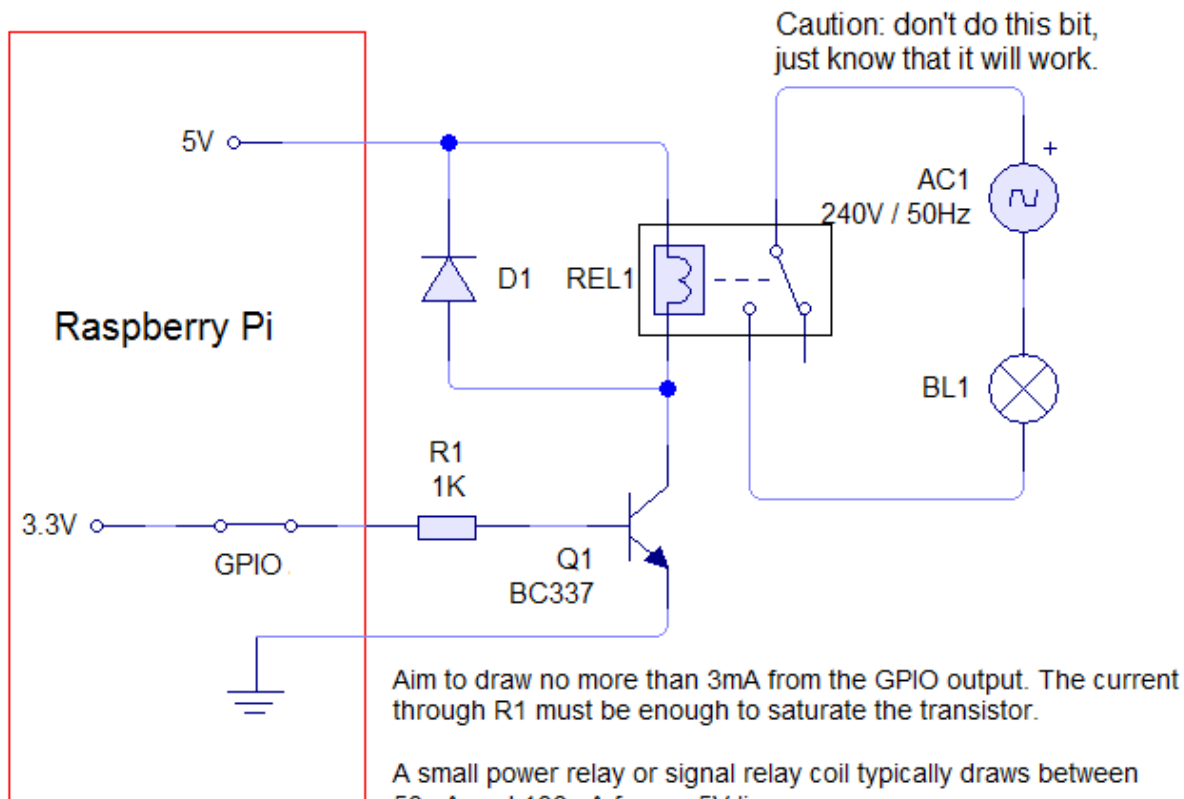 Caution: don't do this bit,
just know that it will work.
5V
+
AC1
240V / 50Hz
D1
REL1
Raspberry Pi
BL1
R1
1K
3.3V
GPIO
Q1
BC337
Aim to draw no more than 3mA from the GPIO output. The current
through R1 must be enough to saturate the transistor.
A small power relay or signal relay coil typically draws between